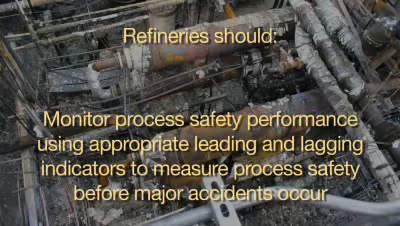 Refineries should:
Monitor process safety performance
using appropriate leading and lagging
indicators to measure process safety
before major accidents occur